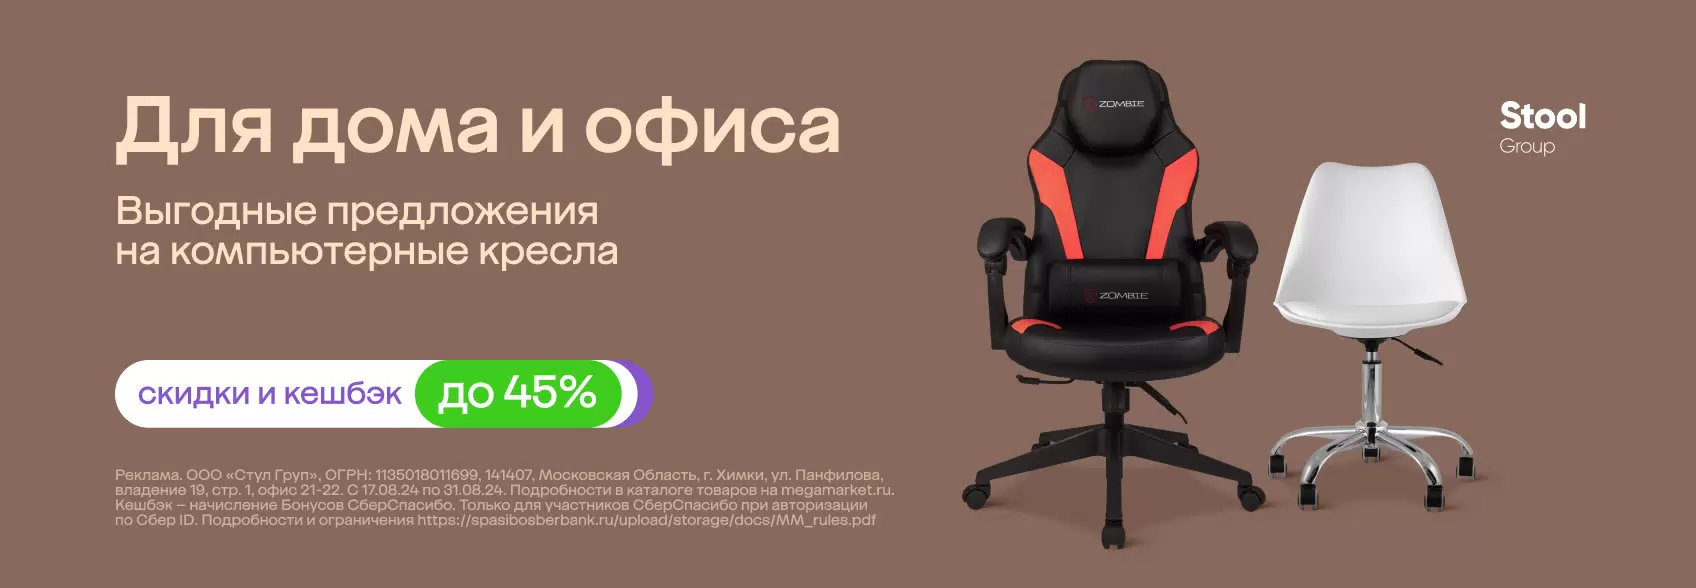 Для дома и офиса
Выгодные предложения
на компьютерные кресла
скидки и кешбэк до 45%
Реклама. ООО «Стул Груп», ОГРН: 1135018011699, 141407, Московская Область, г. Химки, ул. Панфилова,
владение 19, стр. 1, офис 21-22. С 17.08.24 по 31.08.24. Подробности в каталоге товаров на megamarket.ru.
Кешбэк – начисление Бонусов СберСпасибо. Только для участников СберСпасибо при авторизации
по Сбер ID. Подробности и ограничения https://spasibosberbank.ru/upload/storage/docs/MM_rules.pdf
ZOMBIE
ZOMBIE
Stool
Group